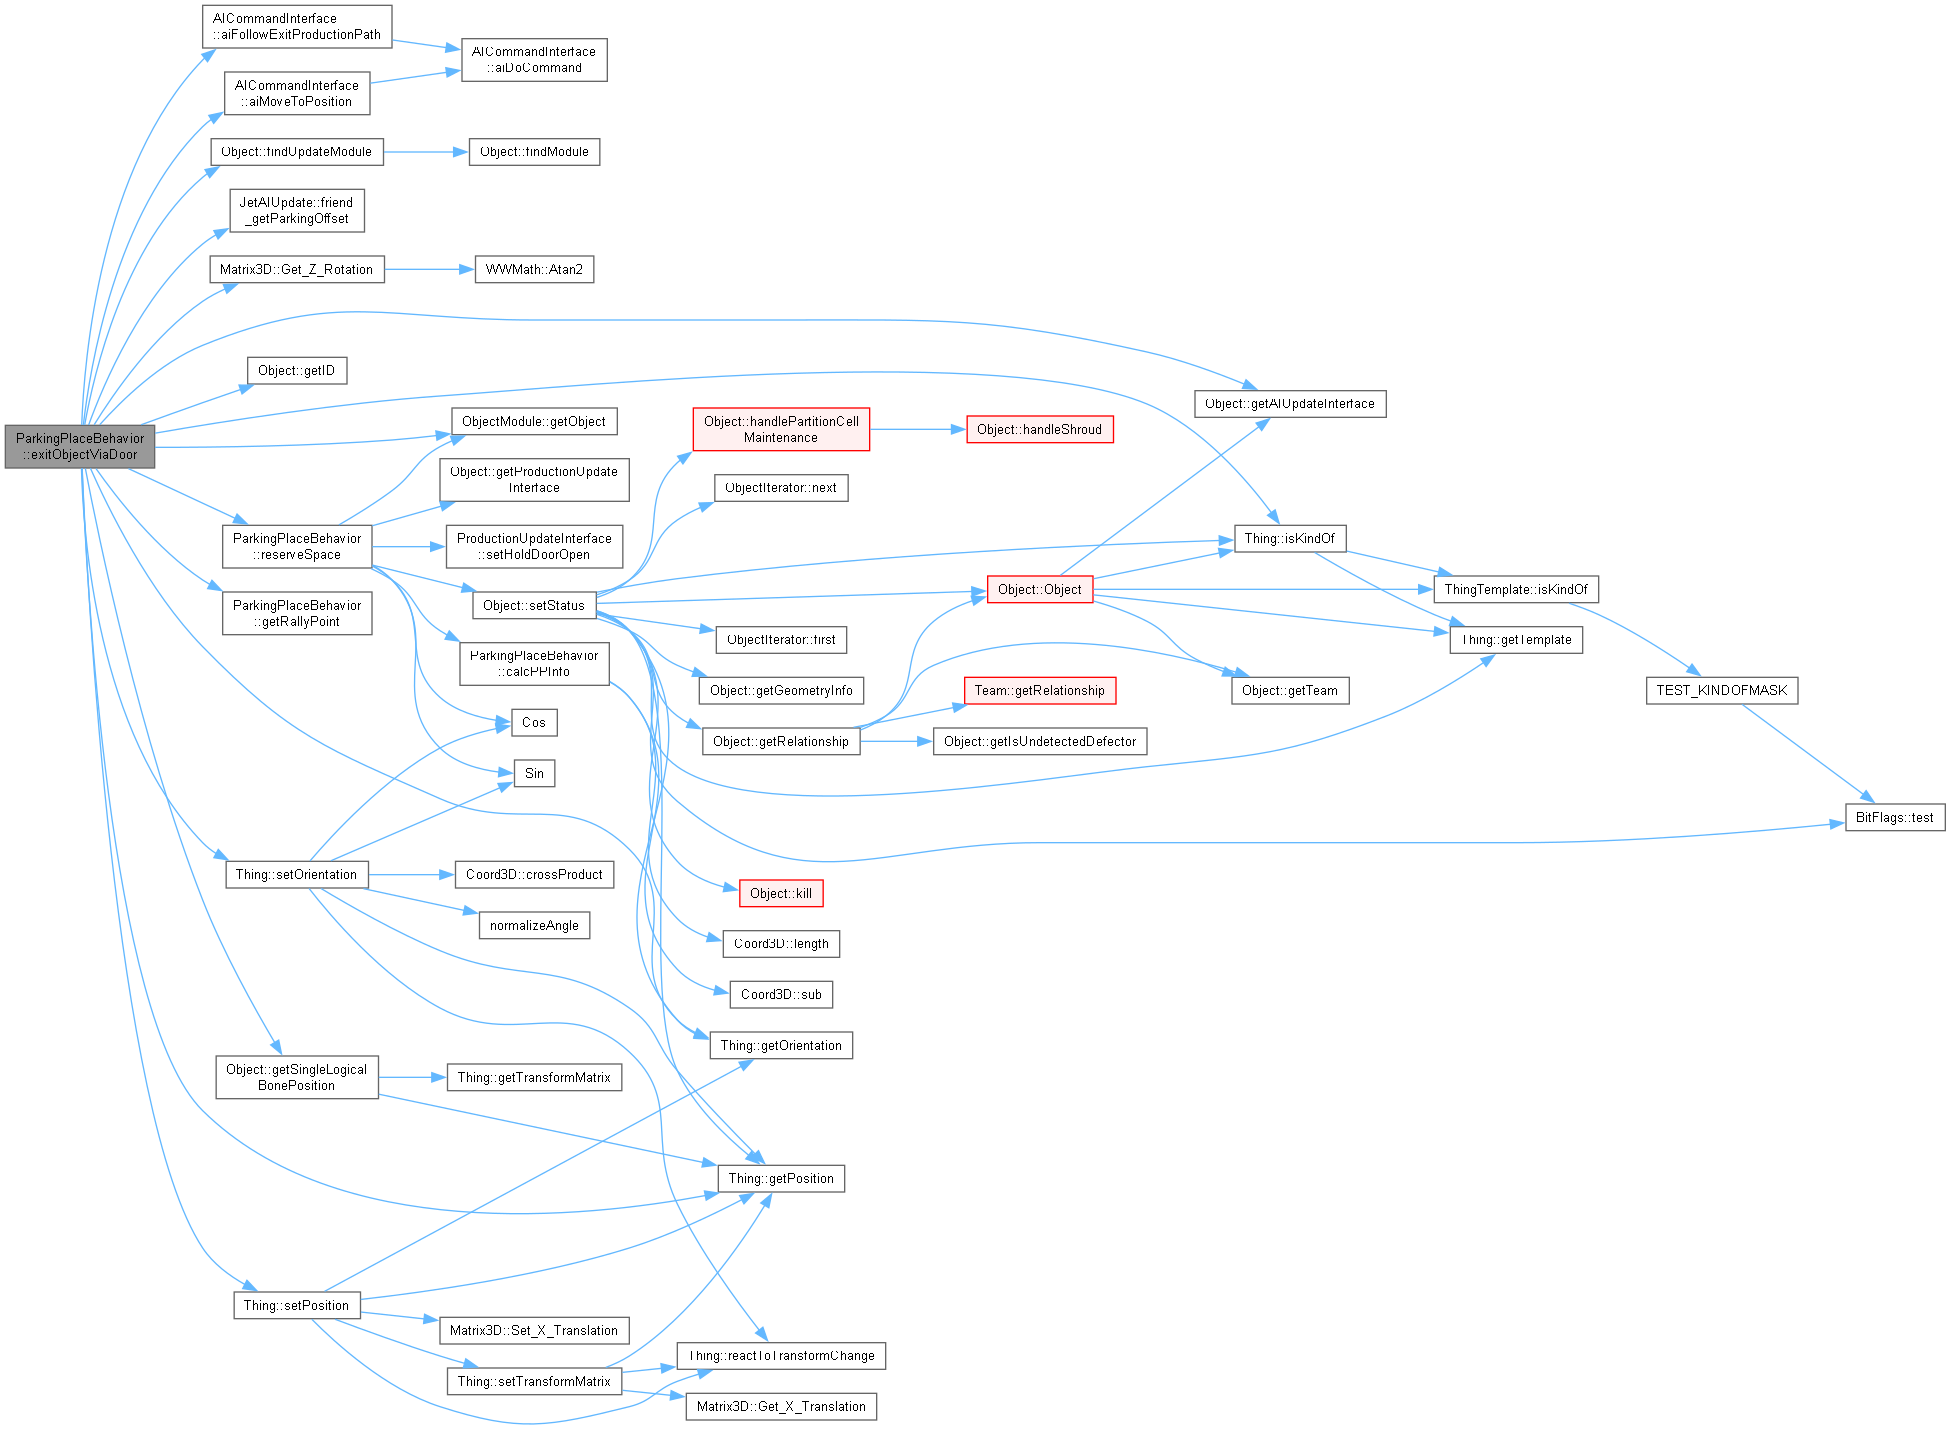 AICommandInterface
::aiFollowExitProductionPath
AICommandInterface
::aiDoCommand
AICommandInterface
::aiMoveToPosition
Object::findUpdateModule
Object::findModule
JetAIUpdate::friend
_getParkingOffset
Matrix3D::Get_Z_Rotation
WWMath::Atan2
Object::getID
Object::getAIUpdateInterface
ParkingPlaceBehavior
::exitObjectViaDoor
ObjectModule::getObject
Object::handlePartitionCell
Maintenance
Object::handleShroud
Object::getProductionUpdate
Interface
ObjectIterator::next
ParkingPlaceBehavior
::reserveSpace
ProductionUpdateInterface
::setHoldDoorOpen
Thing::isKindOf
Object::Object
ThingTemplate::isKindOf
ParkingPlaceBehavior
::getRallyPoint
Object::setStatus
ObjectIterator::first
Thing::getTemplate
ParkingPlaceBehavior
::calcPPInfo
Object::getGeometryInfo
Team::getRelationship
Object::getTeam
TEST_KINDOFMASK
Cos
Object::getRelationship
Object::getIsUndetectedDefector
Sin
BitFlags::test
Thing::setOrientation
Coord3D::crossProduct
Object::kill
normalizeAngle
Coord3D::length
Coord3D::sub
Thing::getOrientation
Object::getSingleLogical
BonePosition
Thing::getTransformMatrix
Thing::getPosition
Thing::setPosition
Matrix3D::Set_X_Translation
Thing::reactToTransformChange
Thing::setTransformMatrix
Matrix3D::Get_X_Translation